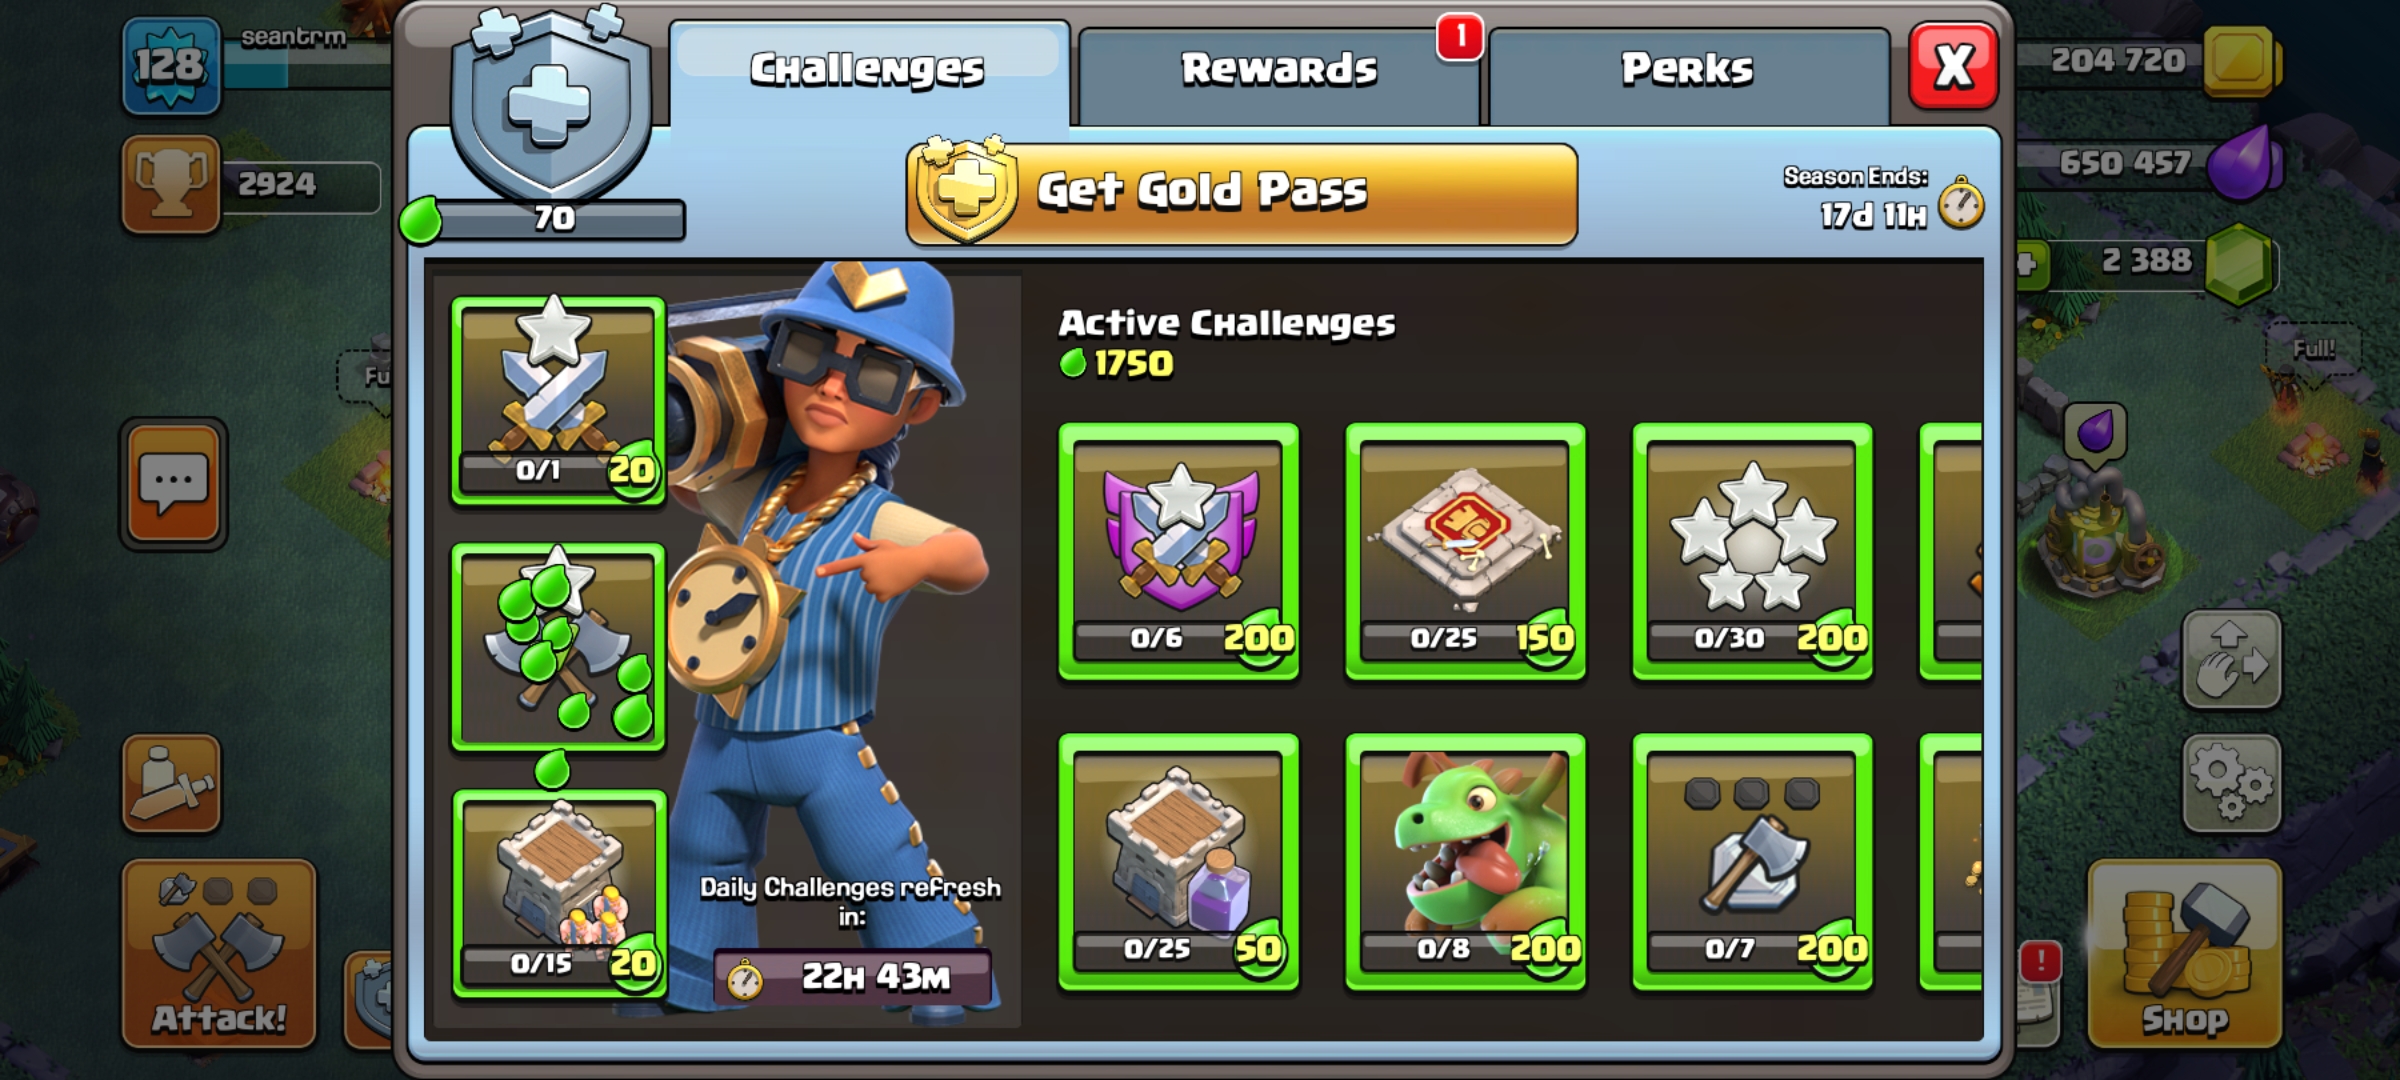 128
seantrm
2924
Challenges
Rewards
1
Perks
X
204 720
650 457
2 388
70
Get Gold Pass
Season Ends:
17d 11H
Full!
Active Challenges
1750
0/1
20
0/15
20
Daily Challenges refresh
in:
22H 43M
0/6
200
0/25
150
0/30
200
0/25
50
0/8
200
0/7
200
Attack!
!
Shop